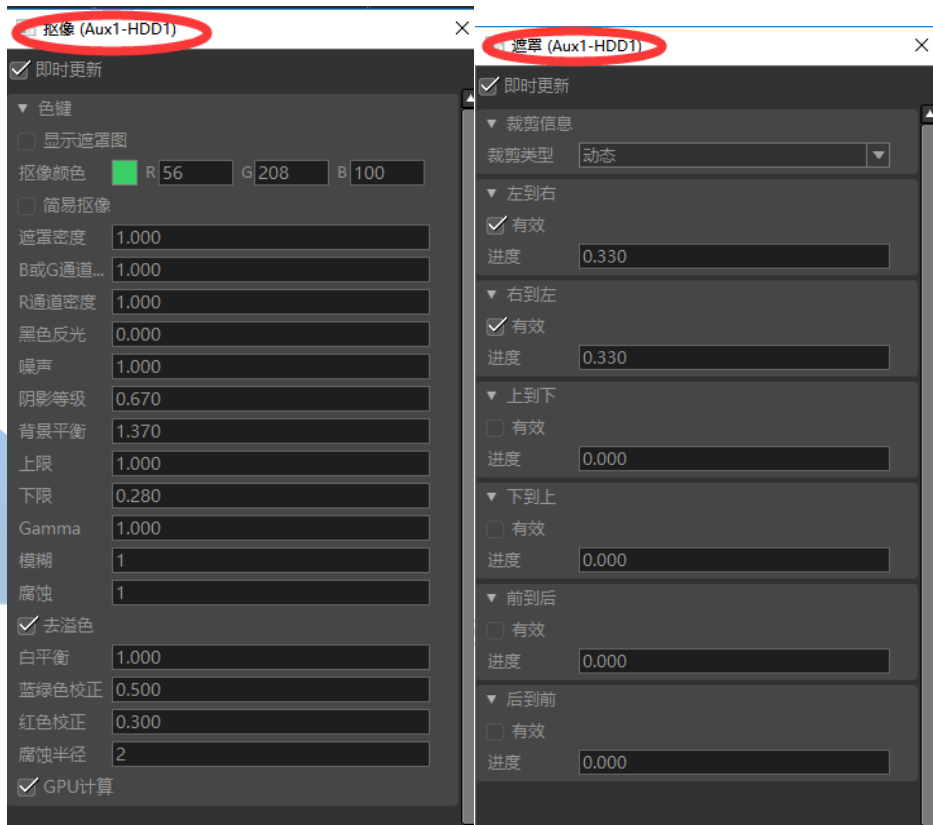 抠像 (Aux1-HDD1)
即时更新
色键
显示遮罩图
抠像颜色 R 56 G 208 B 100
简易抠像
遮罩密度 1.000
B或G通道... 1.000
R通道密度 1.000
黑色反光 0.000
噪声 1.000
阴影等级 0.670
背景平衡 1.370
上限 1.000
下限 0.280
Gamma 1.000
模糊 1
腐蚀 1
去溢色
白平衡 1.000
蓝绿色校正 0.500
红色校正 0.300
腐蚀半径 2
GPU计算
遮罩 (Aux1-HDD1)
即时更新
裁剪信息
裁剪类型 动态
左到右
有效
进度 0.330
右到左
有效
进度 0.330
上到下
有效
进度 0.000
下到上
有效
进度 0.000
前到后
有效
进度 0.000
后到前
有效
进度 0.000